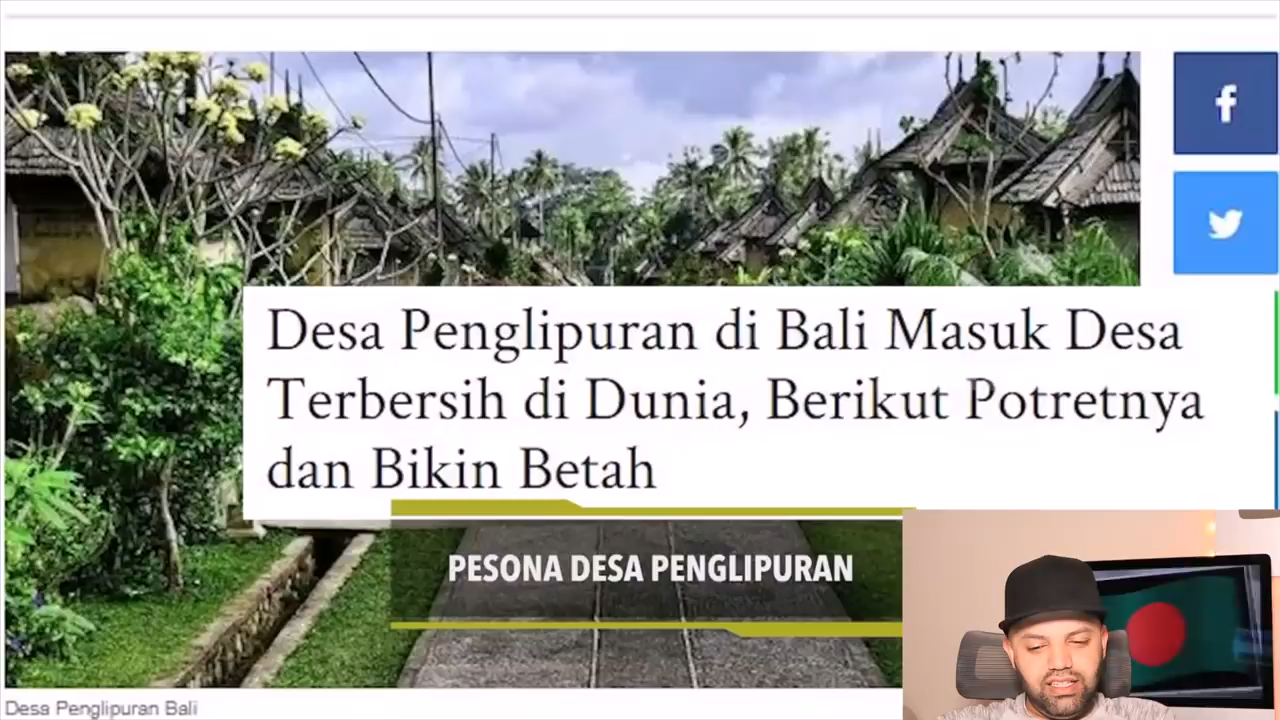 Desa Penglipuran di Bali Masuk Desa
Terbersih di Dunia, Berikut Potretnya
dan Bikin Betah
PESONA DESA PENGLIPURAN
Desa Penglipuran Bali